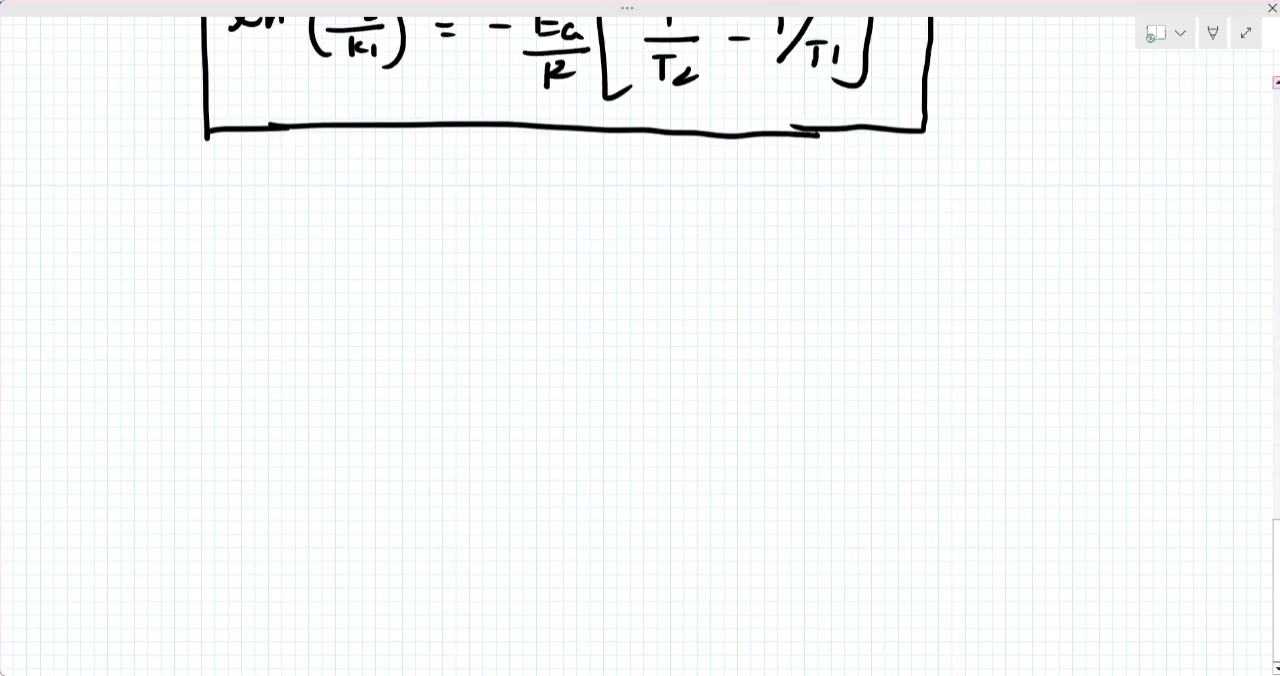 ln (k2/k1) = - Ea/R [ 1/T2 - 1/T1 ]